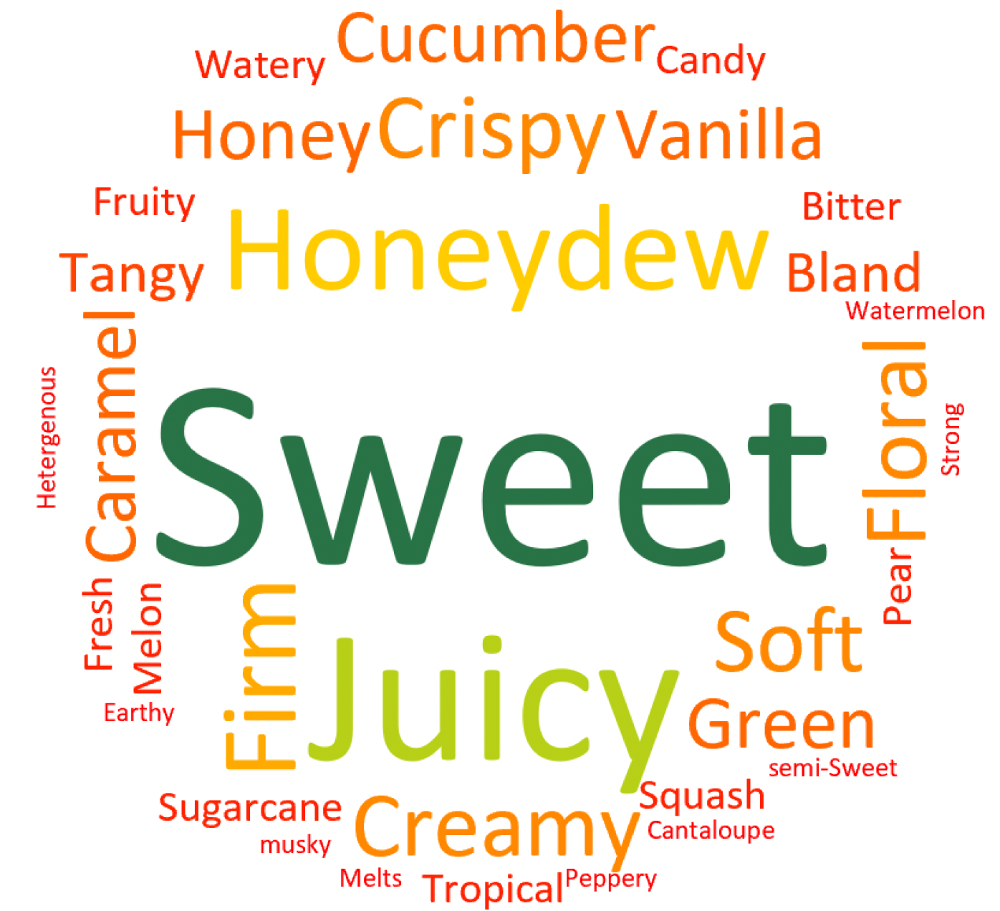 Cucumber
Watery
Candy
Honey
Crispy
Vanilla
Fruity
Honeydew
Bitter
Tangy
Bland
Watermelon
Caramel
Floral
Hetergenous
Sweet
Strong
Pear
Fresh
Melon
Firm
Juicy
Soft
Earthy
Green
semi-Sweet
Sugarcane
Creamy
Squash
Cantaloupe
musky
Melts
Tropical
Peppery